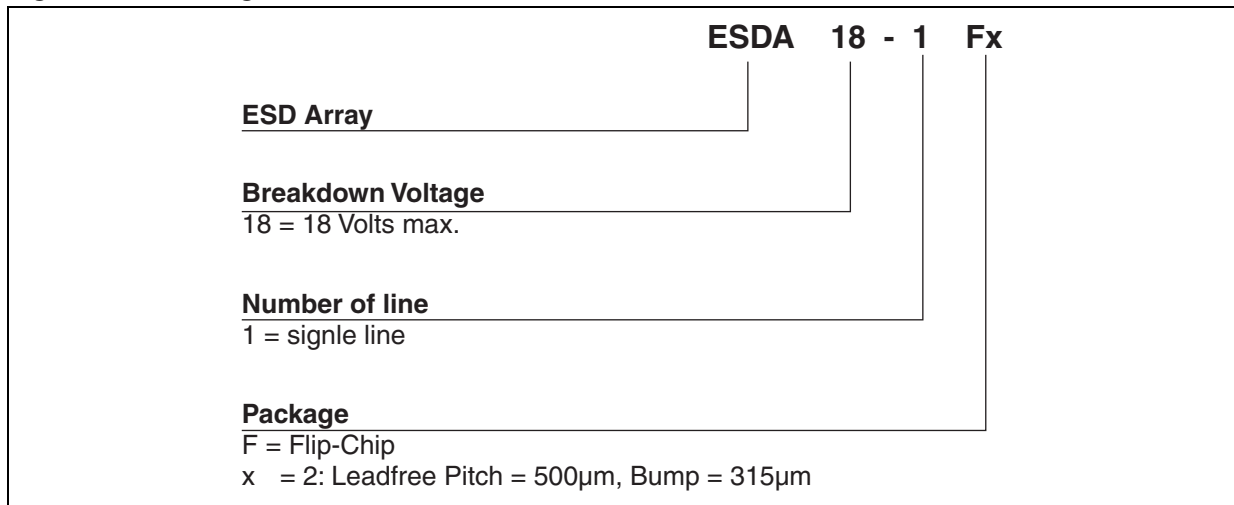 ESDA 18 - 1 Fx
ESD Array
Breakdown Voltage
18 = 18 Volts max.
Number of line
1 = signle line
Package
F = Flip-Chip
x = 2: Leadfree Pitch = 500µm, Bump = 315µm